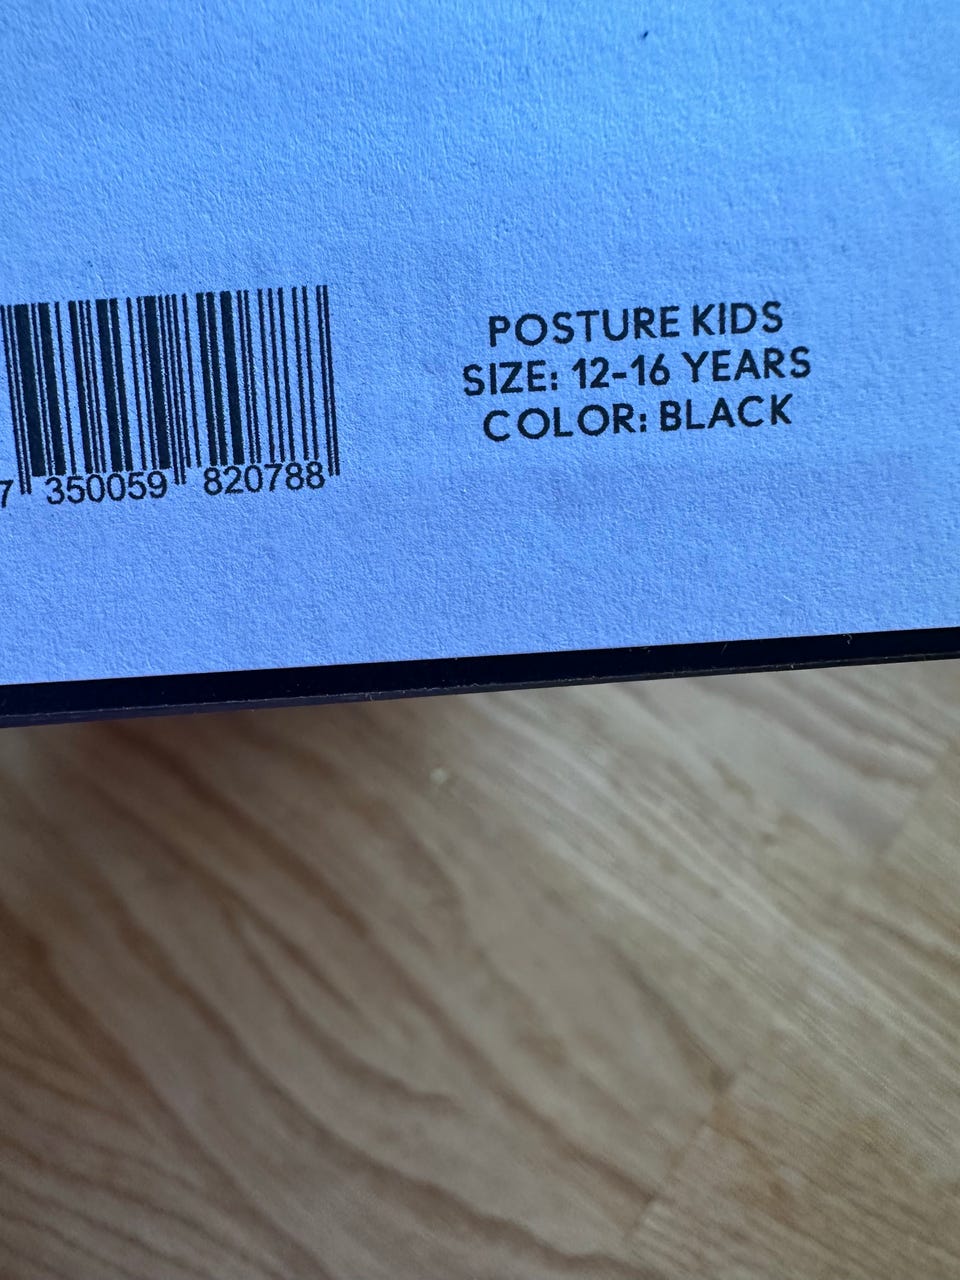 POSTURE KIDS
SIZE: 12-16 YEARS
COLOR: BLACK
7 350059 820788